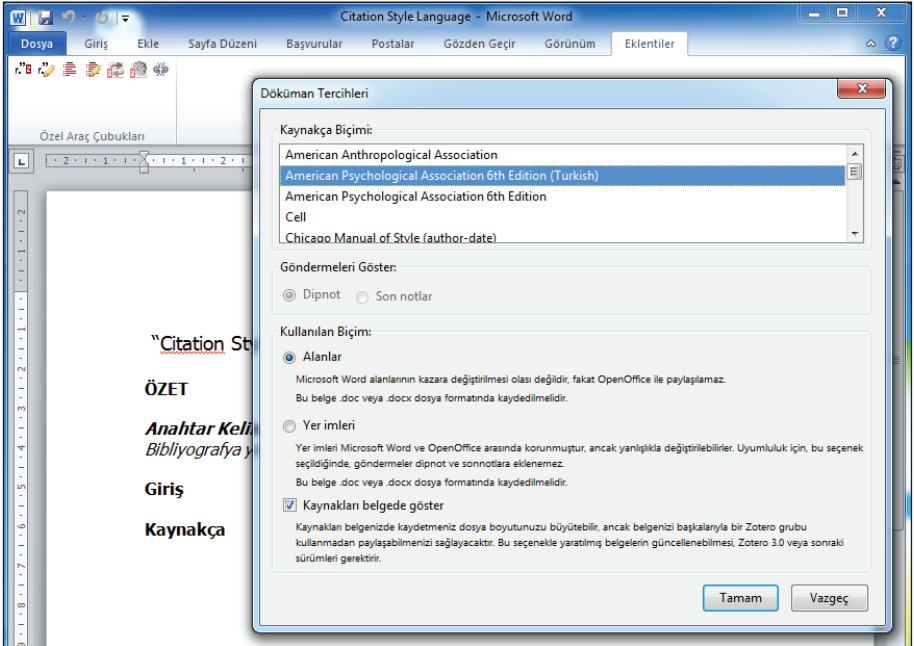 Citation Style Language - Microsoft Word
Dosya Giriş Ekle Sayfa Düzeni Başvurular Postalar Gözden Geçir Görünüm Eklentiler
Özel Araç Çubukları
Döküman Tercihleri
Kaynakça Biçimi:
American Anthropological Association
American Psychological Association 6th Edition (Turkish)
American Psychological Association 6th Edition
Cell
Chicago Manual of Style (author-date)
Göndermeleri Göster:
Dipnot Son notlar
Kullanılan Biçim:
Alanlar
Microsoft Word alanlarının kazara değiştirilmesi olası değildir, fakat OpenOffice ile paylaşılamaz.
Bu belge .doc veya .docx dosya formatında kaydedilmelidir.
Yer imleri
Yer imleri Microsoft Word ve OpenOffice arasında korunmuştur, ancak yanlışlıkla değiştirilebilirler. Uyumluluk için, bu seçenek
seçildiğinde, göndermeler dipnot ve sonnotlara eklenemez.
Bu belge .doc veya .docx dosya formatında kaydedilmelidir.
Kaynakları belgede göster
Kaynakları belgenizde kaydetmeniz dosya boyutunuzu büyütebilir, ancak belgenizi başkalarıyla bir Zotero grubu
kullanmadan paylaşabilmenizi sağlayacaktır. Bu seçenekle yaratılmış belgelerin güncellenebilmesi, Zotero 3.0 veya sonraki
sürümleri gerektirir.
Tamam Vazgeç
"Citation St
ÖZET
Anahtar Keli
Bibliyografya y
Giriş
Kaynakça